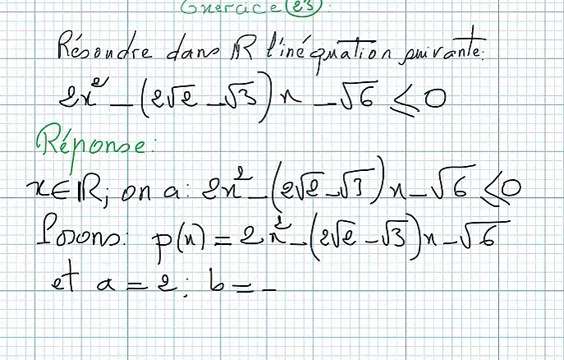 Exercice 23:
Résoudre dans ℝ l'inéquation suivante:
2x² - (2√2 - √3)x - √6 ⩽ 0
Réponse:
x∈ℝ; on a: 2x² - (2√2 - √3)x - √6 ⩽ 0
Posons: p(x) = 2x² - (2√2 - √3)x - √6
et a = 2; b = -